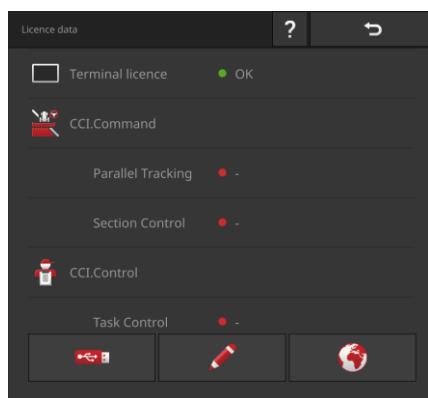 Licence data ?
Terminal licence OK
CCI.Command
Parallel Tracking -
Section Control -
CCI.Control
Task Control -